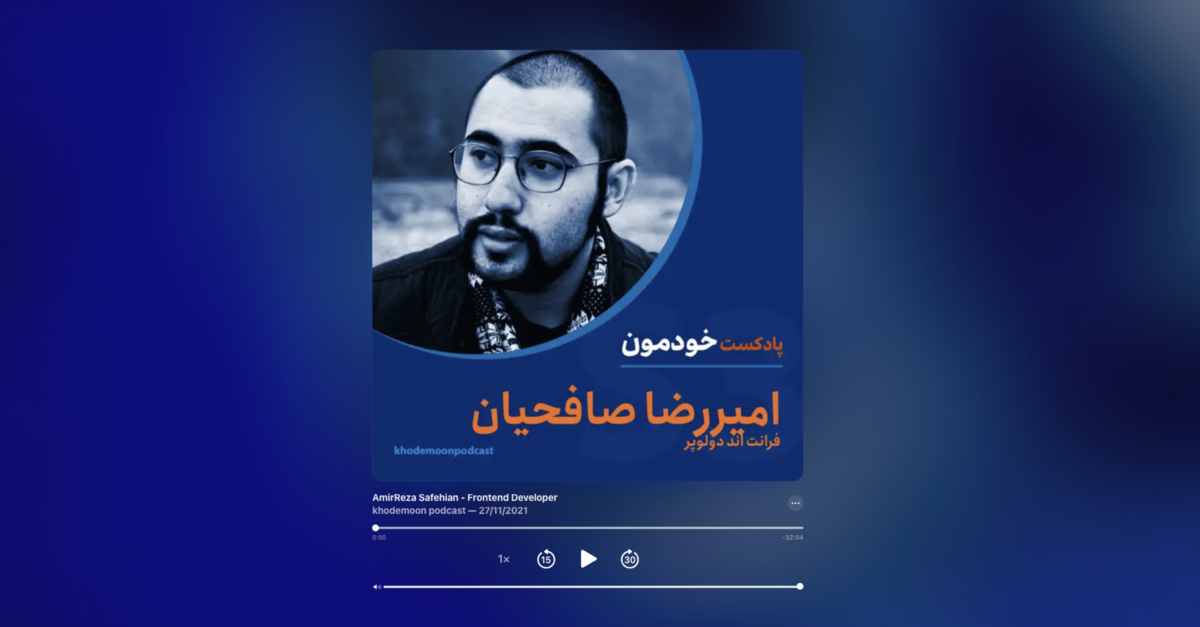 پادکست خودمون
امیررضا صافحیان
فرانت اند دولوپر
khodemoonpodcast
AmirReza Safehian - Frontend Developer
khodemoon podcast — 27/11/2021
0:00
-32:04
1×
15
30